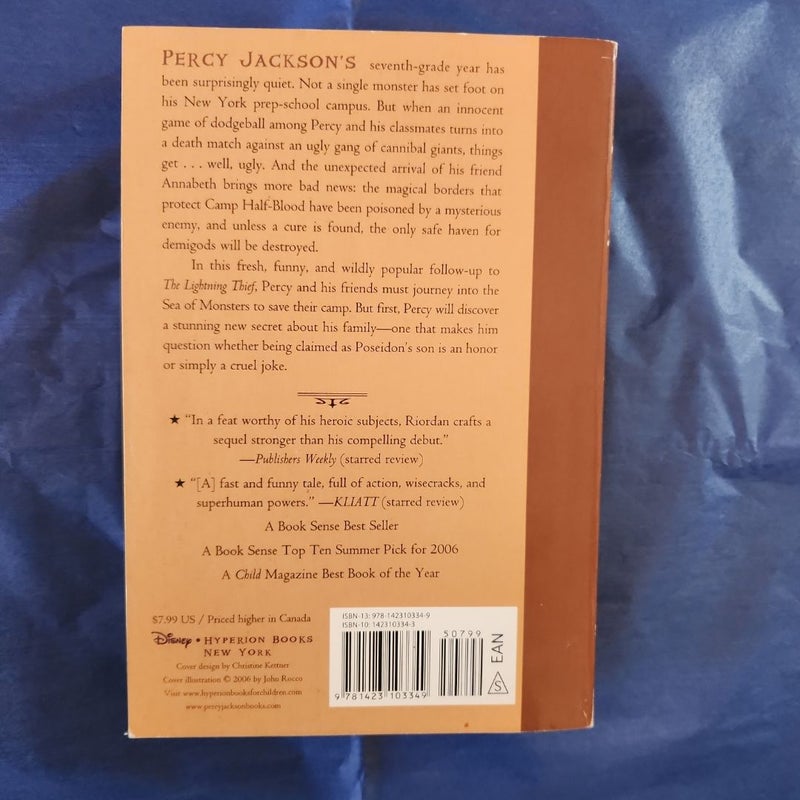 PERCY JACKSON'S seventh-grade year has
been surprisingly quiet. Not a single monster has set foot on
his New York prep-school campus. But when an innocent
game of dodgeball among Percy and his classmates turns into
a death match against an ugly gang of cannibal giants, things
get . . . well, ugly. And the unexpected arrival of his friend
Annabeth brings more bad news: the magical borders that
protect Camp Half-Blood have been poisoned by a mysterious
enemy, and unless a cure is found, the only safe haven for
demigods will be destroyed.
In this fresh, funny, and wildly popular follow-up to
The Lightning Thief, Percy and his friends must journey into the
Sea of Monsters to save their camp. But first, Percy will discover
a stunning new secret about his family—one that makes him
question whether being claimed as Poseidon's son is an honor
or simply a cruel joke.
★ "In a feat worthy of his heroic subjects, Riordan crafts a
sequel stronger than his compelling debut."
—Publishers Weekly (starred review)
★ "[A] fast and funny tale, full of action, wisecracks, and
superhuman powers." —KLIATT (starred review)
A Book Sense Best Seller
A Book Sense Top Ten Summer Pick for 2006
A Child Magazine Best Book of the Year
$7.99 US / Priced higher in Canada
Disney • HYPERION BOOKS
NEW YORK
Cover design by Christine Kettner
Cover illustration © 2006 by John Rocco
Visit www.hyperionbooksforchildren.com
www.percyjacksonbooks.com
ISBN-13: 978-142310334-9
ISBN-10: 142310334-3
50799
9 781423 103349
EAN
S